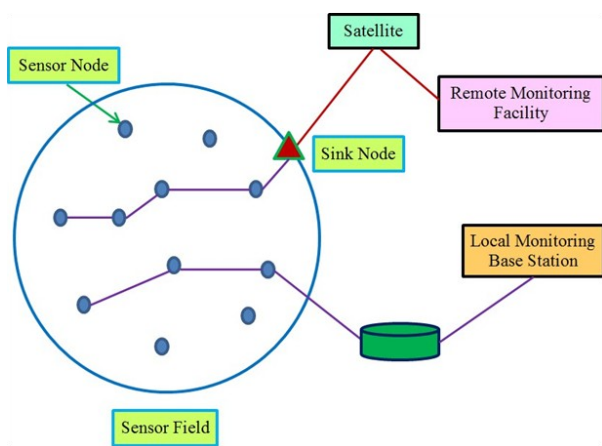 Satellite
Sensor Node
Remote Monitoring
Facility
Sink Node
Local Monitoring
Base Station
Sensor Field